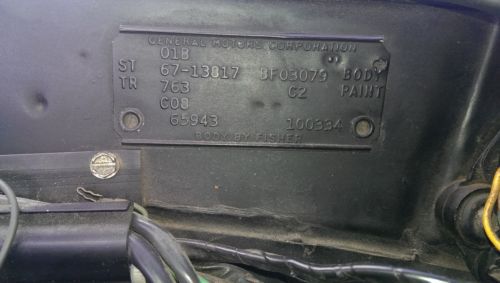 GENERAL MOTORS CORPORATION
01B
ST 67-13817 BF03079 BODY
TR 763 C2 PAINT
C08
65943 100334
BODY BY FISHER